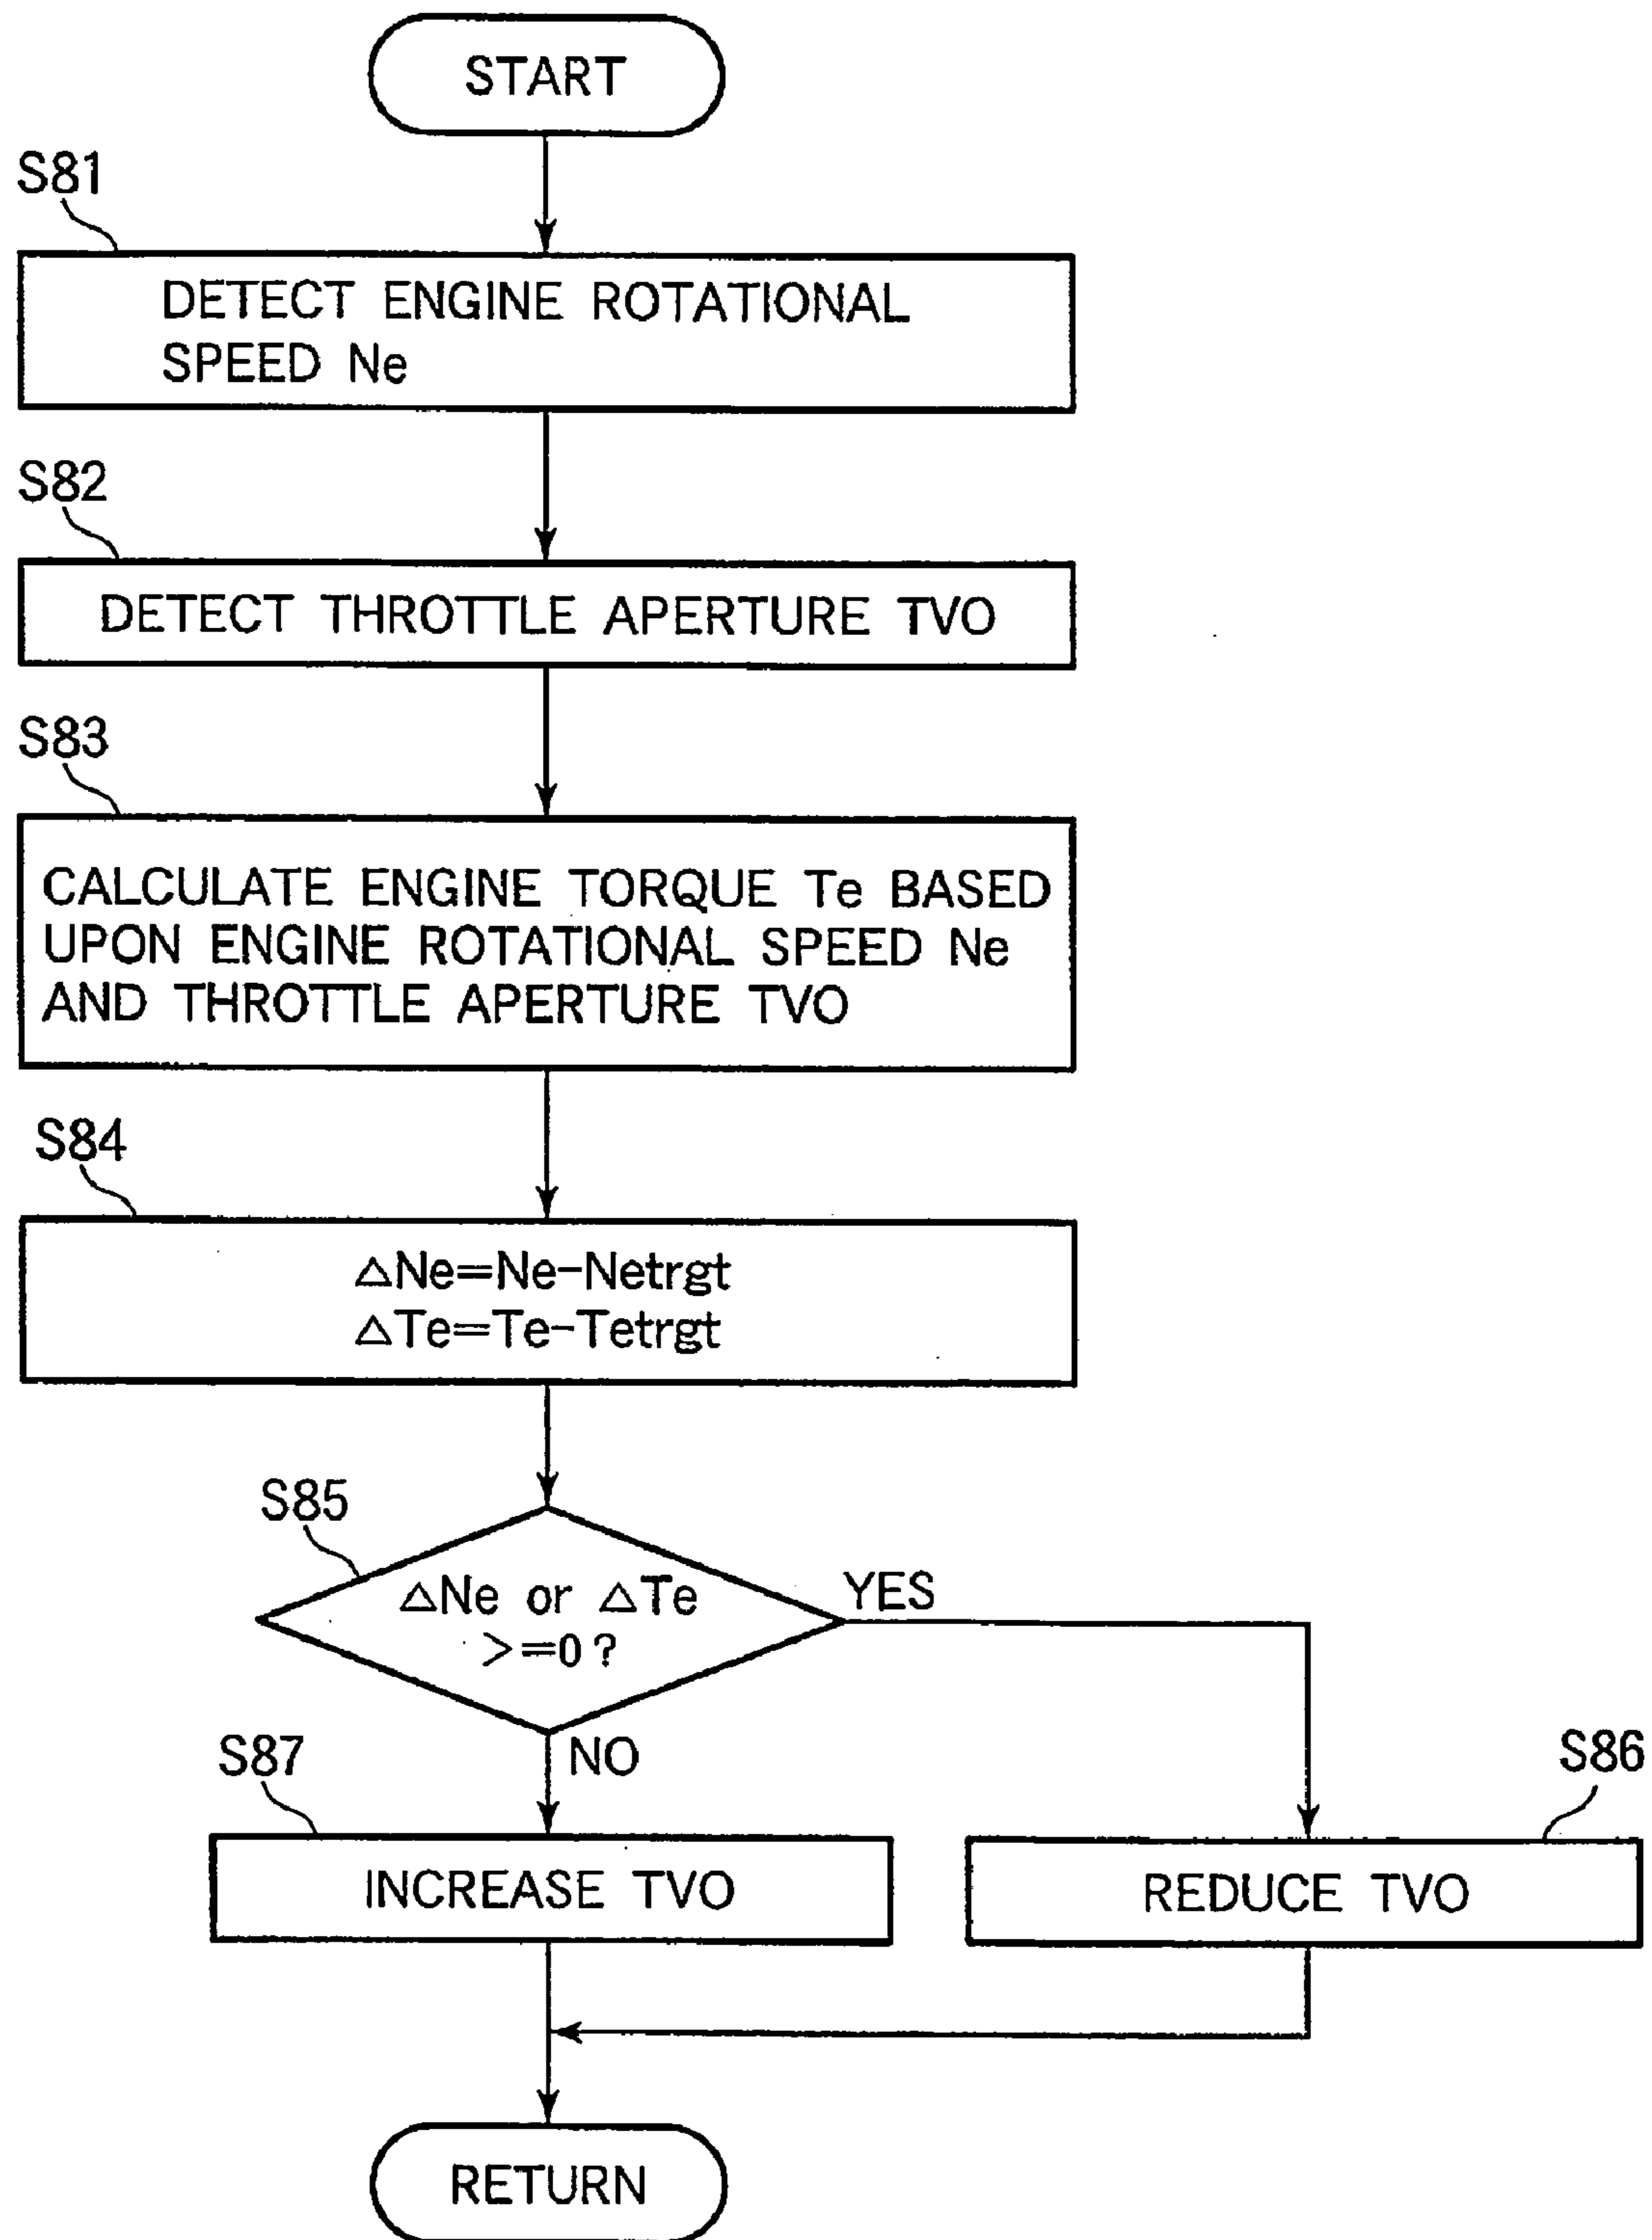 START
S81
DETECT ENGINE ROTATIONAL
SPEED Ne
S82
DETECT THROTTLE APERTURE TVO
S83
CALCULATE ENGINE TORQUE Te BASED
UPON ENGINE ROTATIONAL SPEED Ne
AND THROTTLE APERTURE TVO
S84
△Ne=Ne-Netrgt
△Te=Te-Tetrgt
S85
△Ne or △Te
>=0?
YES
NO
S87
INCREASE TVO
S86
REDUCE TVO
RETURN